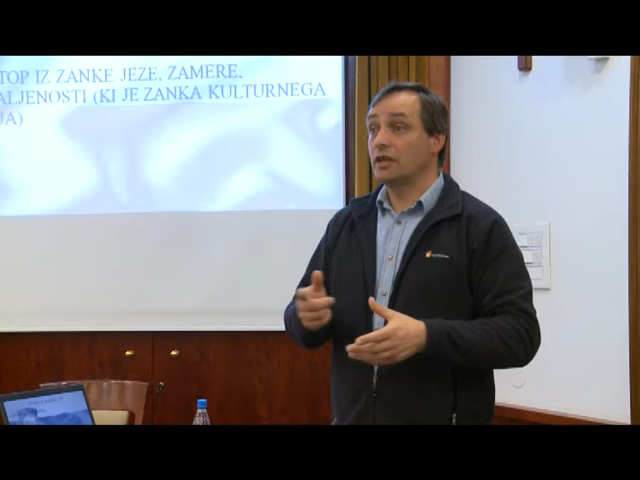 TOP IZ ZANKE JEZE, ZAMERE,
ALJENOSTI (KI JE ZANKA KULTURNEGA
JA)